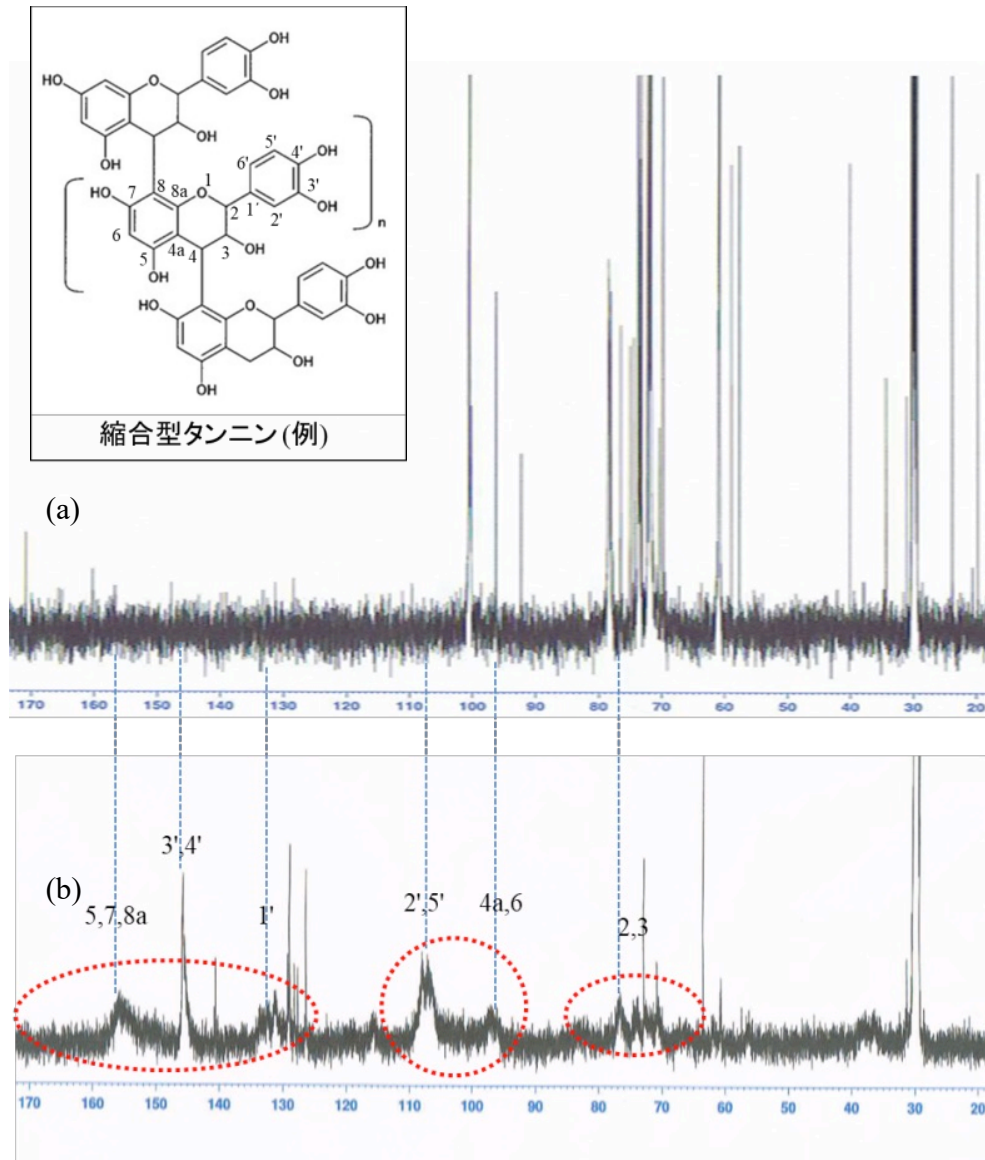 OH
OH
HO
O
OH
OH
5'
4'
OH
6'
3'
OH
1'
2'
8
8a
O
1
2
HO
7
6
5
4a
4
3
OH
OH
n
OH
OH
HO
O
OH
OH
縮合型タンニン(例)
(a)
170 160 150 140 130 120 110 100 90 80 70 60 50 40 30 20
(b)
3',4'
5,7,8a
1'
2',5'
4a,6
2,3
170 160 150 140 130 120 110 100 90 80 70 60 50 40 30 20